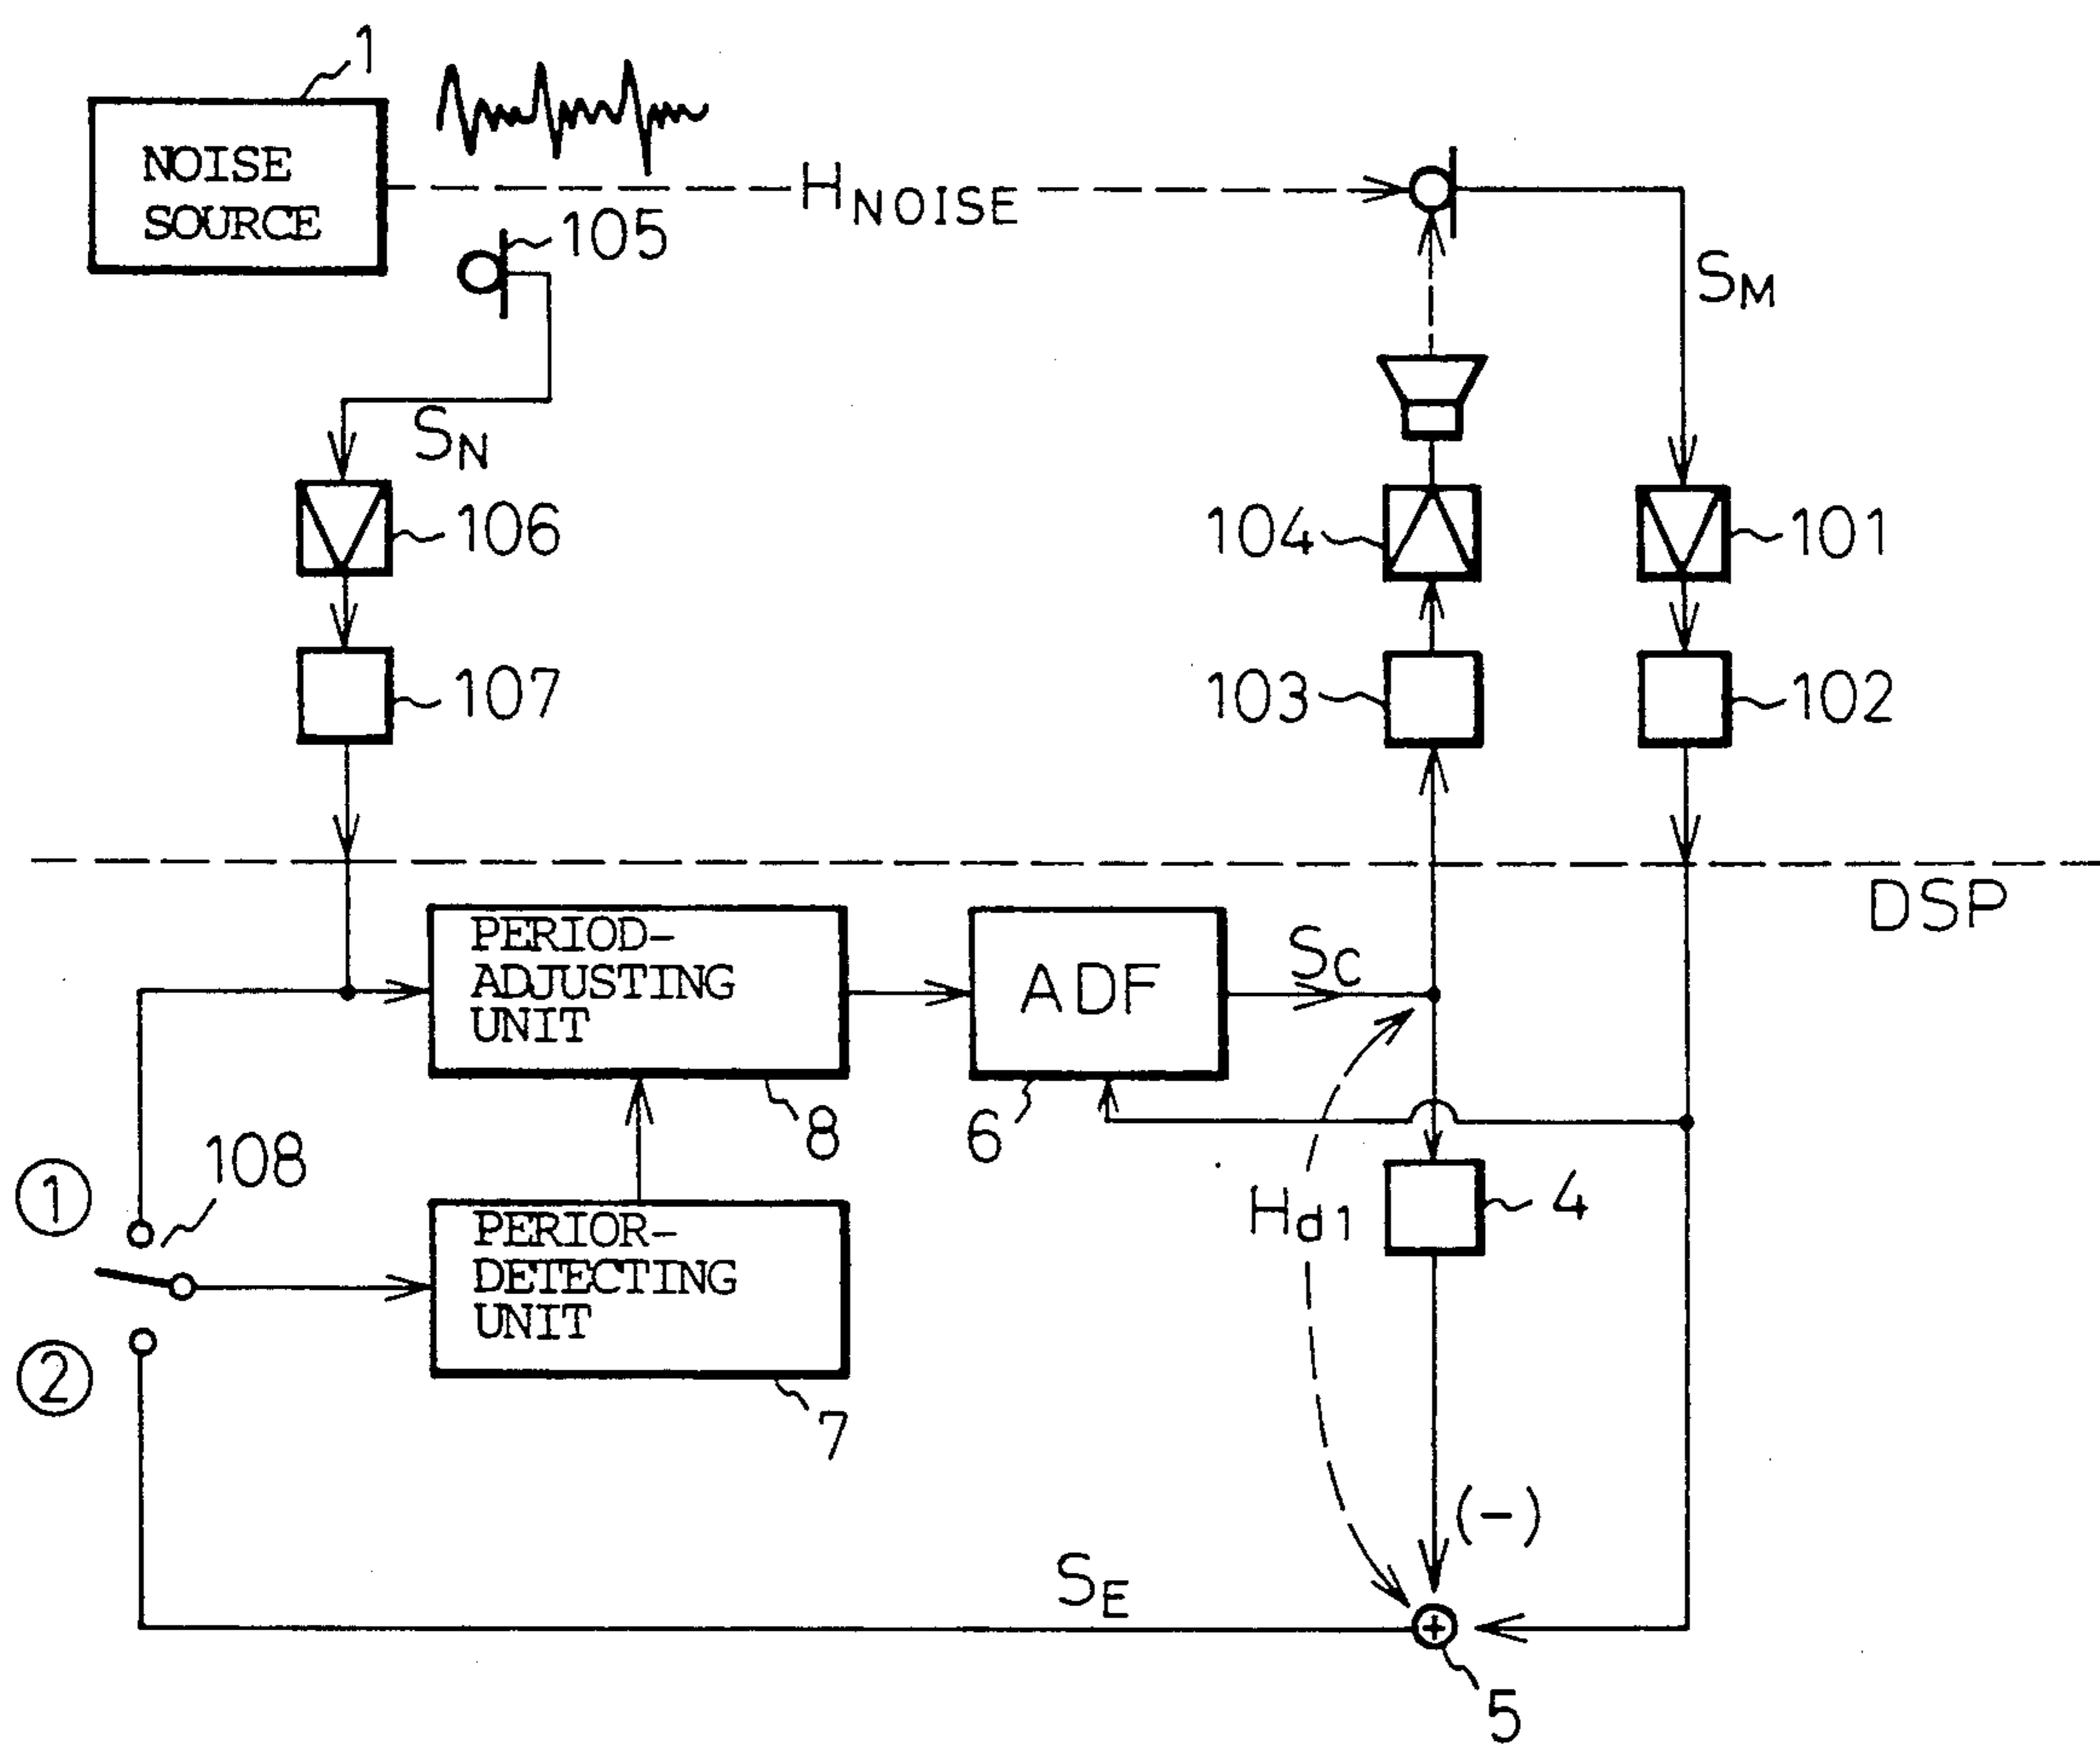 1
NOISE
SOURCE
HNOISE
105
SM
SN
106
104
101
107
103
102
DSP
PERIOD-
ADJUSTING
UNIT
ADF
SC
8
6
108
①
PERIOR-
DETECTING
UNIT
Hd1
4
②
7
(-)
SE
+
5